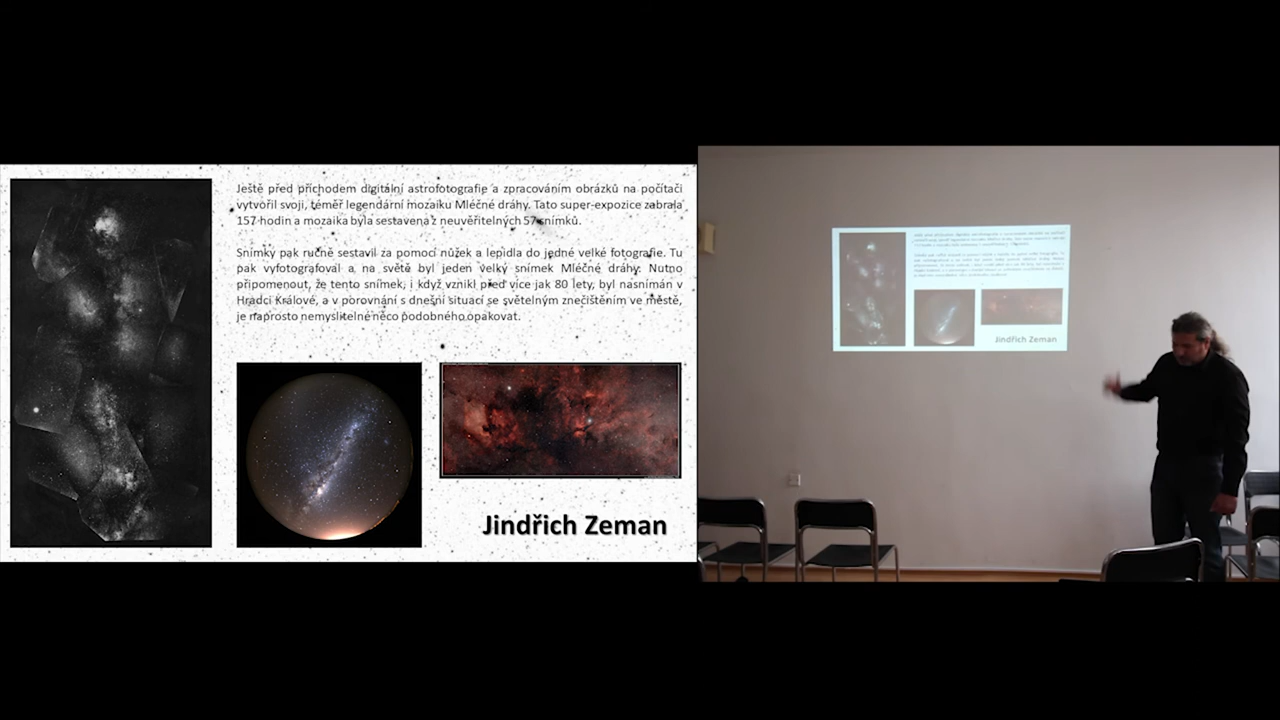 Ještě před příchodem digitální astrofotografie a zpracováním obrázků na počítači
vytvořil svoji, téměř legendární mozaiku Mléčné dráhy. Tato super-expozice zabrala
157 hodin a mozaika byla sestavena z neuvěřitelných 57 snímků.
Snímky pak ručně sestavil za pomocí nůžek a lepidla do jedné velké fotografie. Tu
pak vyfotografoval a na světě byl jeden velký snímek Mléčné dráhy. Nutno
připomenout, že tento snímek, i když vznikl před více jak 80 lety, byl nasnímán v
Hradci Králové, a v porovnání s dnešní situací se světelným znečištěním ve městě,
je naprosto nemyslitelné něco podobného opakovat.
Jindřich Zeman
Jindřich Zeman